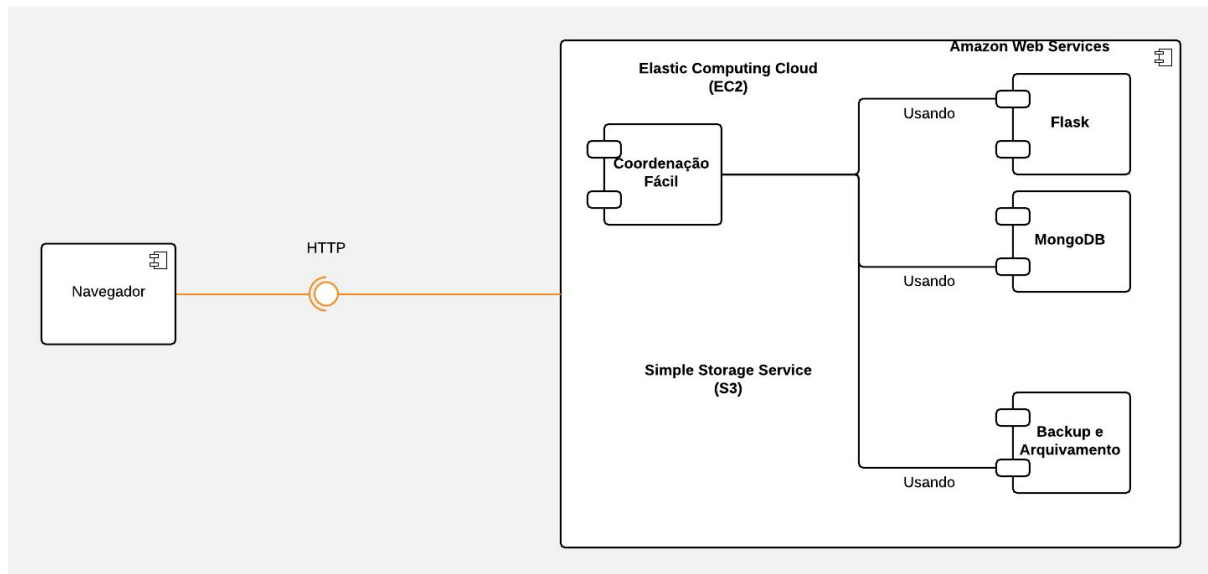 Amazon Web Services
Elastic Computing Cloud
(EC2)
Usando
Flask
Coordenação
Fácil
MongoDB
Usando
HTTP
Navegador
Simple Storage Service
(S3)
Backup e
Arquivamento
Usando